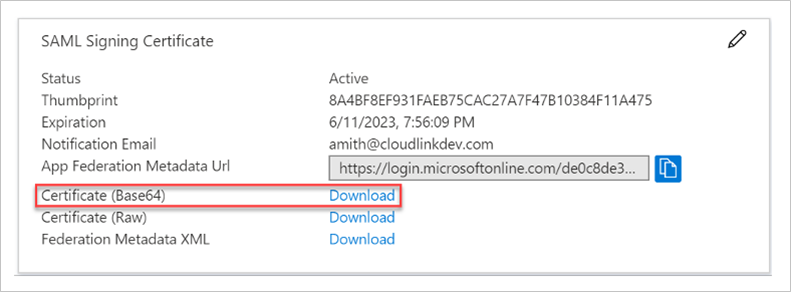 SAML Signing Certificate
Status Active
Thumbprint 8A4BF8EF931FAEB75CAC27A7F47B10384F11A475
Expiration 6/11/2023, 7:56:09 PM
Notification Email amith@cloudlinkdev.com
App Federation Metadata Url https://login.microsoftonline.com/de0c8de3...
Certificate (Base64) Download
Certificate (Raw) Download
Federation Metadata XML Download